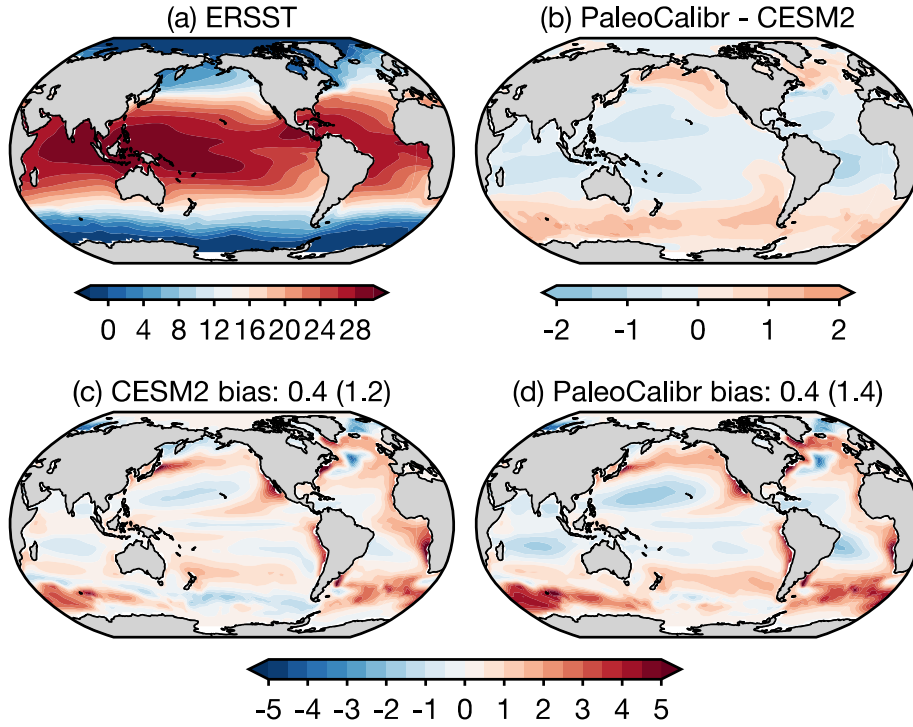 (a) ERSST
(b) PaleoCalibr - CESM2
0 4 8 12 16 20 24 28
-2 -1 0 1 2
(c) CESM2 bias: 0.4 (1.2)
(d) PaleoCalibr bias: 0.4 (1.4)
-5 -4 -3 -2 -1 0 1 2 3 4 5